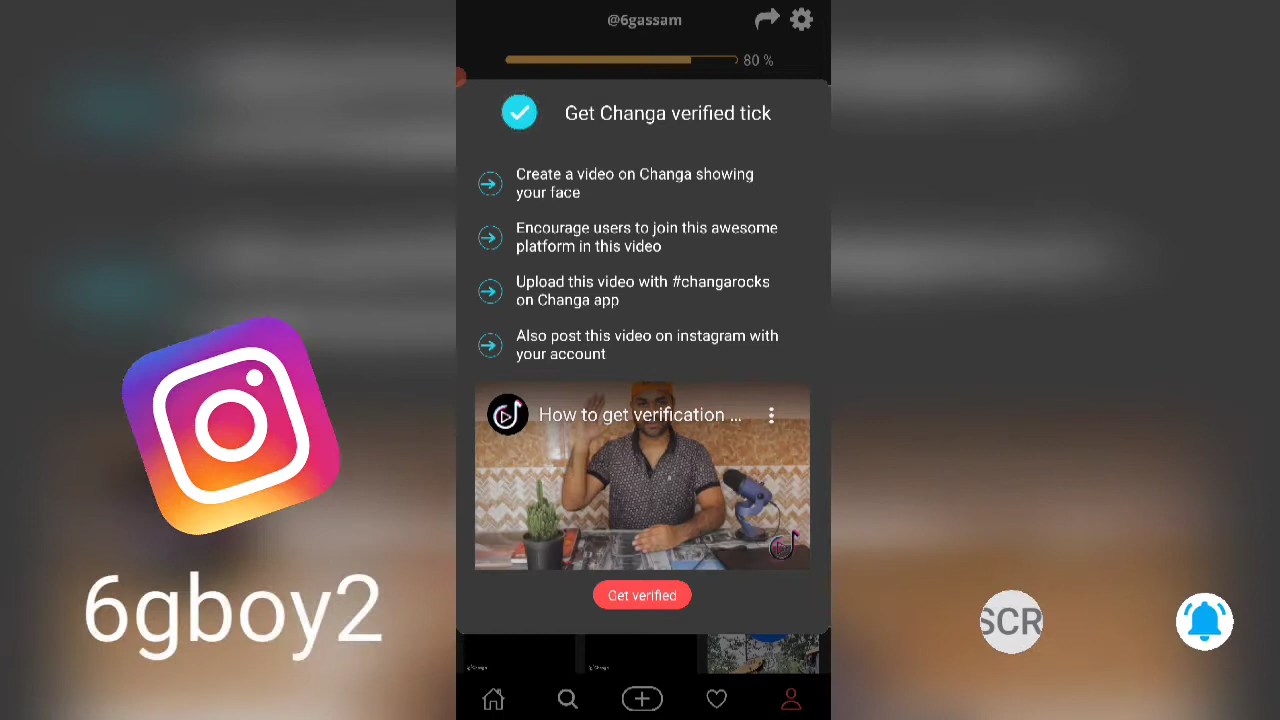 @6gassam
80 %
Get Changa verified tick
Create a video on Changa showing
your face
Encourage users to join this awesome
platform in this video
Upload this video with #changarocks
on Changa app
Also post this video on instagram with
your account
How to get verification ...
Get verified
Changa
Changa
6gboy2
SCR